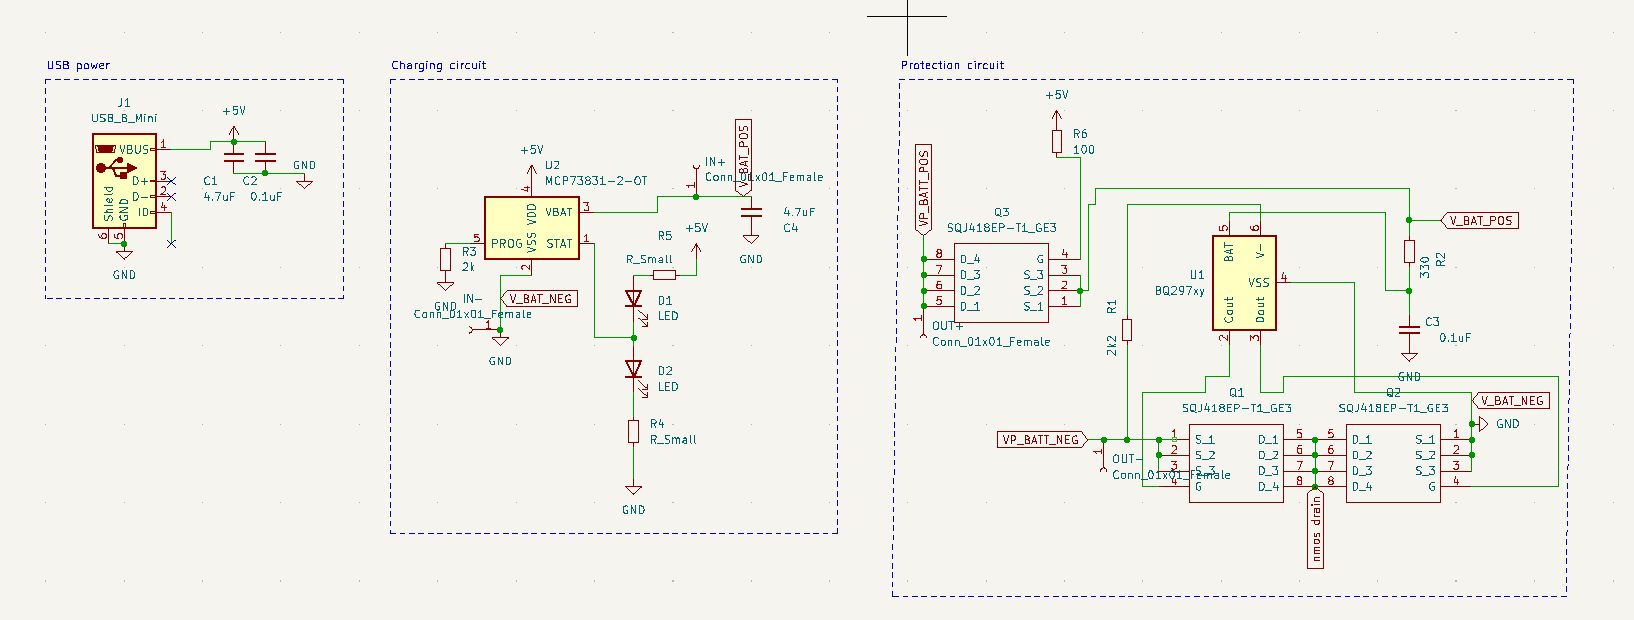 USB power
J1
USB_B_Mini
VBUS
1
D+
3
D-
2
ID
4
Shield
GND
6
5
GND
+5V
C1
4.7uF
C2
0.1uF
GND
Charging circuit
+5V
U2
MCP73831-2-OT
4
VDD
VBAT
3
PROG
5
VSS
STAT
1
2
R3
2k
GND
IN-
Conn_01x01_Female
1
V_BAT_NEG
GND
IN+
Conn_01x01_Female
1
V_BAT_POS
4.7uF
C4
GND
R5
R_Small
+5V
D1
LED
D2
LED
R4
R_Small
GND
Protection circuit
+5V
R6
100
VP_BATT_POS
Q3
SQJ418EP-T1_GE3
8
D_4
G
4
7
D_3
S_3
3
6
D_2
S_2
2
5
D_1
S_1
1
1
OUT+
Conn_01x01_Female
R1
2k2
U1
BQ297xy
5
BAT
6
V-
VSS
4
Cout
2
Dout
3
V_BAT_POS
330
R2
C3
0.1uF
GND
V_BAT_NEG
GND
VP_BATT_NEG
1
OUT-
Conn_01x01_Female
Q1
SQJ418EP-T1_GE3
1
S_1
D_1
5
2
S_2
D_2
6
3
S_3
D_3
7
4
G
D_4
8
Q2
SQJ418EP-T1_GE3
5
D_1
S_1
1
6
D_2
S_2
2
7
D_3
S_3
3
8
D_4
G
4
nmos drain